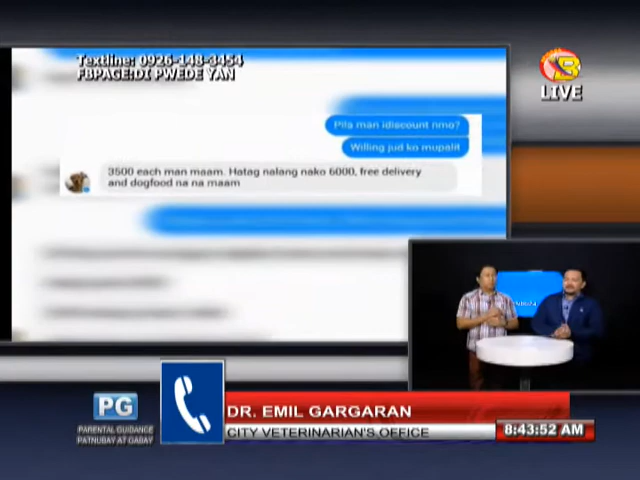 Textline: 0926-148-3454
FBPAGE:DI PWEDE YAN
B
LIVE
Pila man idiscount nmo?
Willing jud ko mupalit
3500 each man maam. Hatag nalang nako 6000, free delivery
and dogfood na na maam
PG
PARENTAL GUIDANCE
PATNUBAY AT GABAY
DR. EMIL GARGARAN
CITY VETERINARIAN'S OFFICE
8:43:52 AM